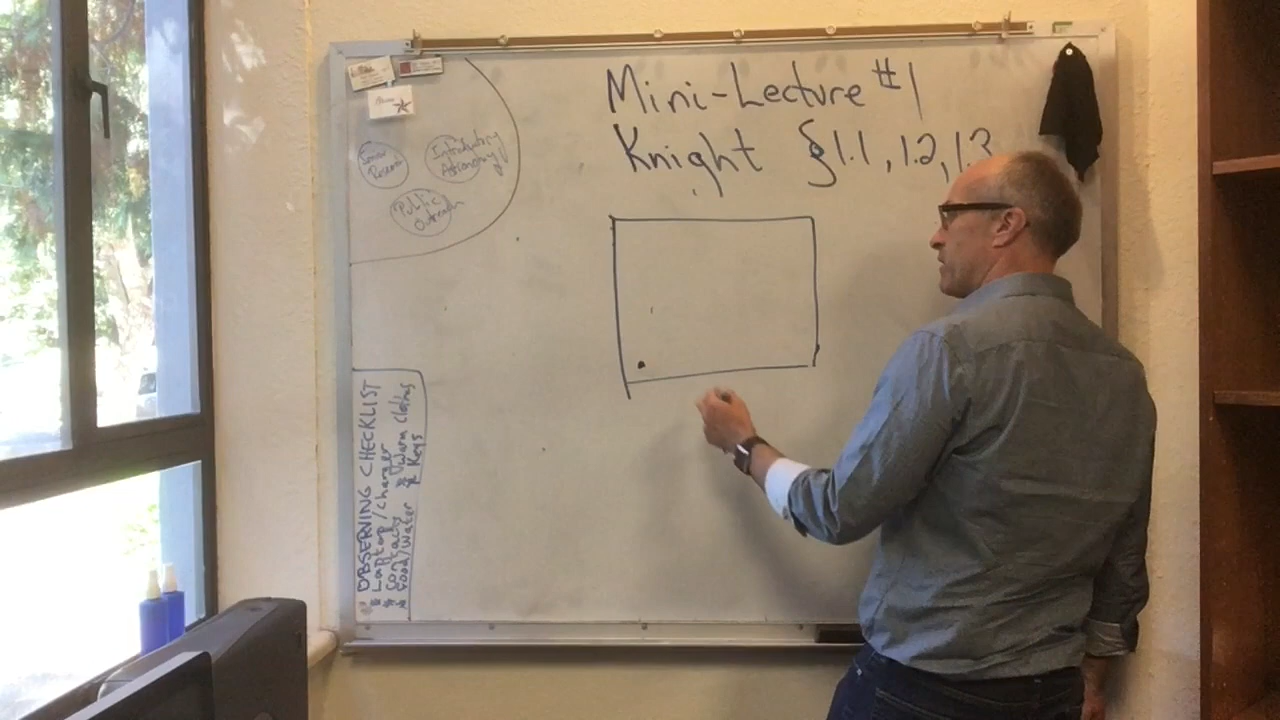 Mini-Lecture #1
Knight §1.1, 1.2, 1.3
Senior
Research
Introductory
Astronomy
Public
Outreach
OBSERVING CHECKLIST
* Laptop/Charger
* Contacts
* Food/Water
* Warm Clothes
* Keys